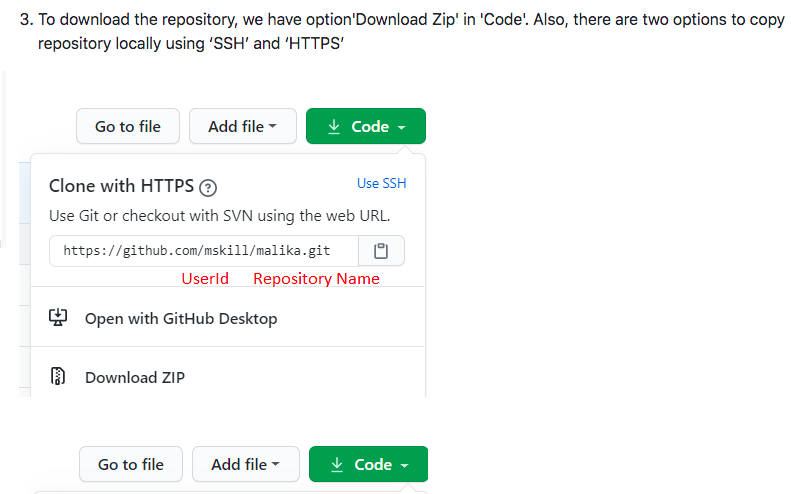 3. To download the repository, we have option'Download Zip' in 'Code'. Also, there are two options to copy
repository locally using ‘SSH’ and ‘HTTPS’
Go to file Add file Code
Clone with HTTPS ? Use SSH
Use Git or checkout with SVN using the web URL.
https://github.com/mskill/malika.git
UserId Repository Name
Open with GitHub Desktop
Download ZIP
Go to file Add file Code